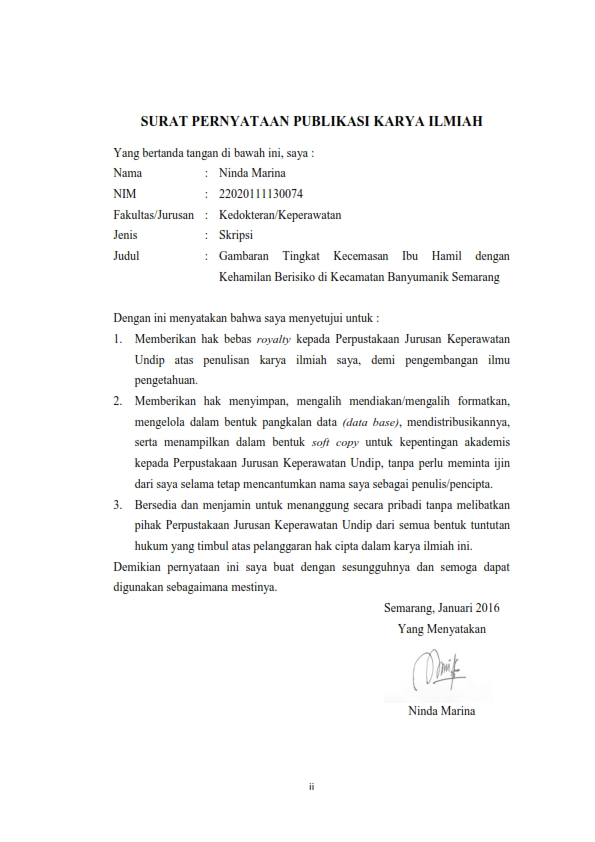 SURAT PERNYATAAN PUBLIKASI KARYA ILMIAH
Yang bertanda tangan di bawah ini, saya :
Nama : Ninda Marina
NIM : 22020111130074
Fakultas/Jurusan : Kedokteran/Keperawatan
Jenis : Skripsi
Judul : Gambaran Tingkat Kecemasan Ibu Hamil dengan
Kehamilan Berisiko di Kecamatan Banyumanik Semarang
Dengan ini menyatakan bahwa saya menyetujui untuk :
1. Memberikan hak bebas royalty kepada Perpustakaan Jurusan Keperawatan
Undip atas penulisan karya ilmiah saya, demi pengembangan ilmu
pengetahuan.
2. Memberikan hak menyimpan, mengalih mendiakan/mengalih formatkan,
mengelola dalam bentuk pangkalan data (data base), mendistribusikannya,
serta menampilkan dalam bentuk soft copy untuk kepentingan akademis
kepada Perpustakaan Jurusan Keperawatan Undip, tanpa perlu meminta ijin
dari saya selama tetap mencantumkan nama saya sebagai penulis/pencipta.
3. Bersedia dan menjamin untuk menanggung secara pribadi tanpa melibatkan
pihak Perpustakaan Jurusan Keperawatan Undip dari semua bentuk tuntutan
hukum yang timbul atas pelanggaran hak cipta dalam karya ilmiah ini.
Demikian pernyataan ini saya buat dengan sesungguhnya dan semoga dapat
digunakan sebagaimana mestinya.
Semarang, Januari 2016
Yang Menyatakan
Ninda Marina
ii